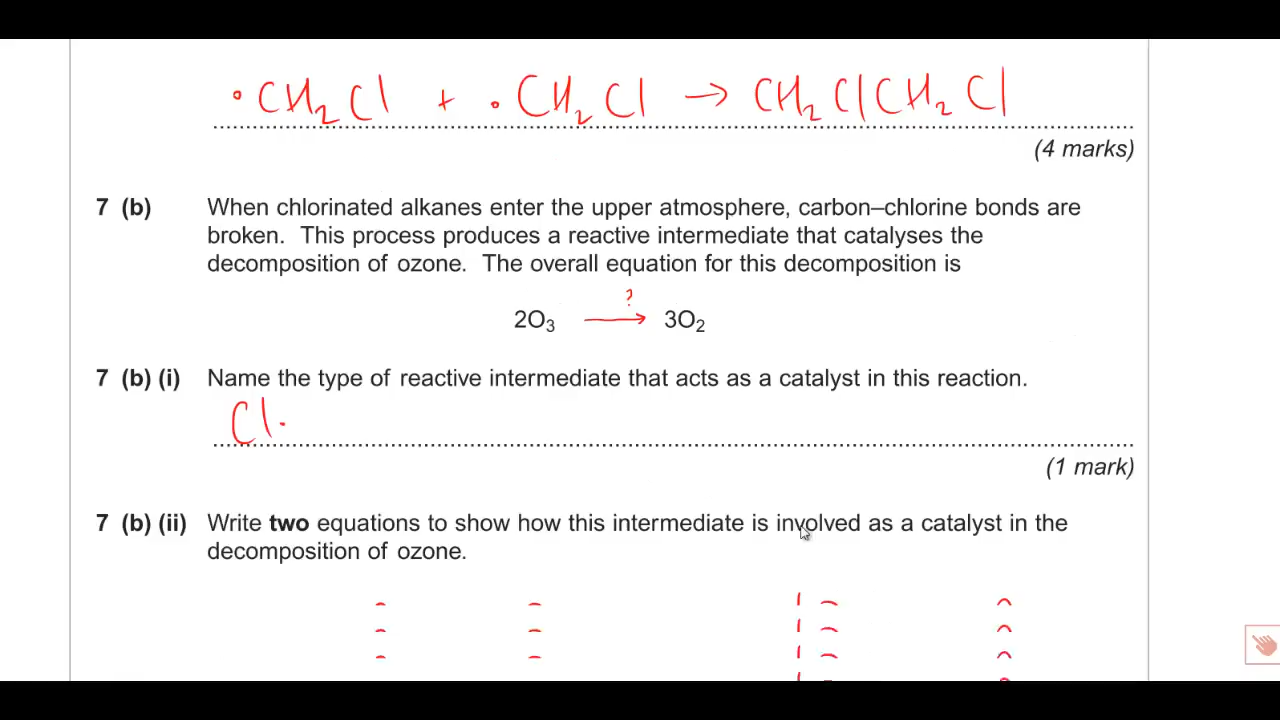 •CH₂Cl + •CH₂Cl → CH₂ClCH₂Cl
(4 marks)
7 (b) When chlorinated alkanes enter the upper atmosphere, carbon–chlorine bonds are
broken. This process produces a reactive intermediate that catalyses the
decomposition of ozone. The overall equation for this decomposition is
?
2O₃ → 3O₂
7 (b) (i) Name the type of reactive intermediate that acts as a catalyst in this reaction.
Cl•
(1 mark)
7 (b) (ii) Write two equations to show how this intermediate is involved as a catalyst in the
decomposition of ozone.